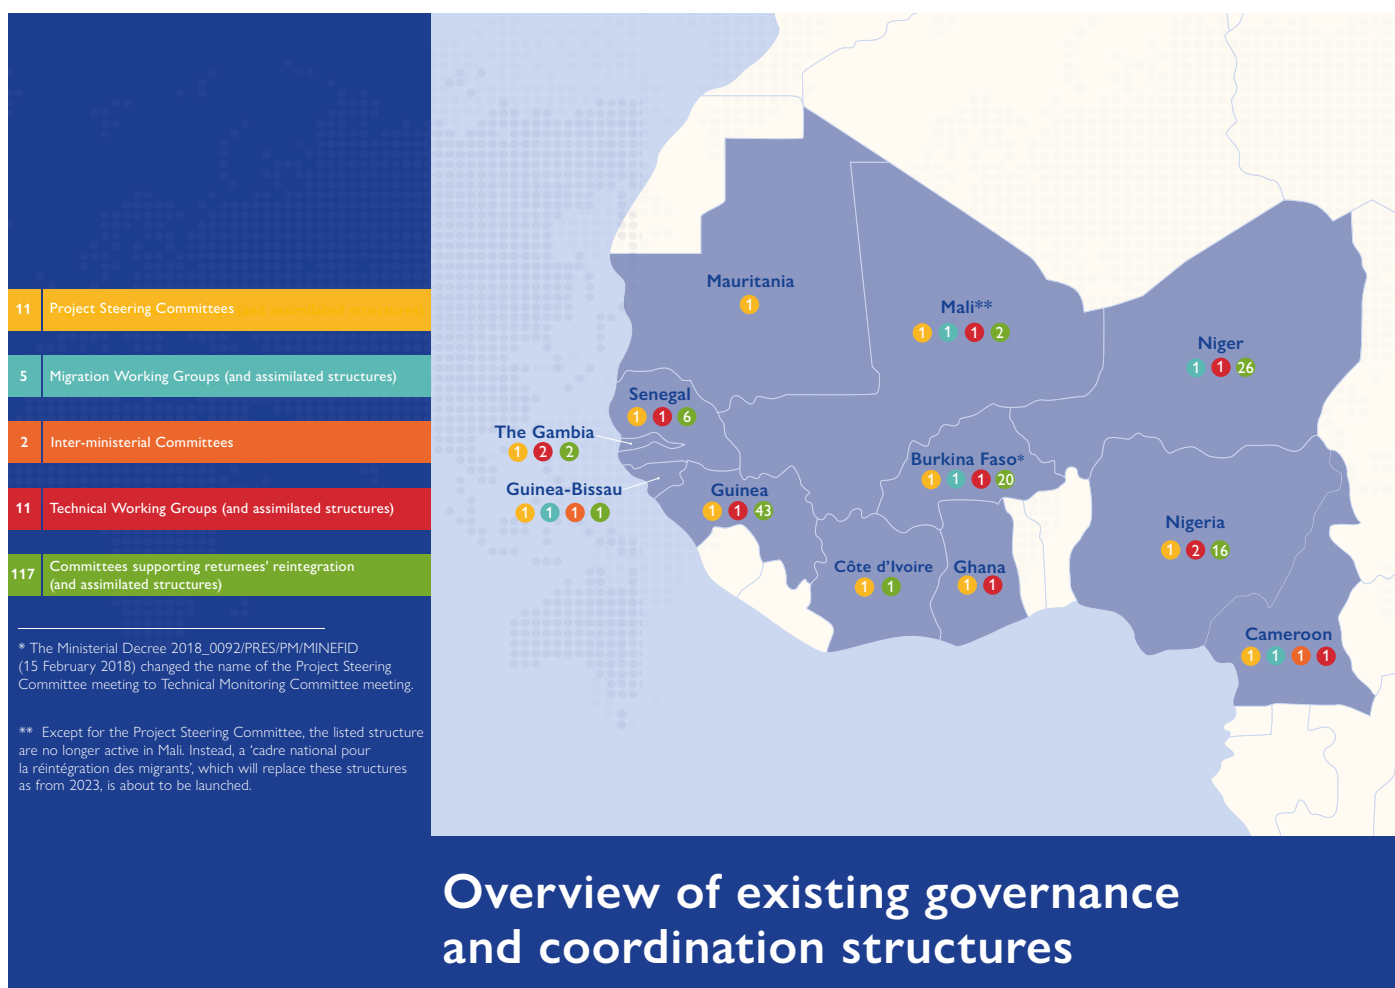 11 Project Steering Committees
5 Migration Working Groups (and assimilated structures)
2 Inter-ministerial Committees
11 Technical Working Groups (and assimilated structures)
117 Committees supporting returnees' reintegration
(and assimilated structures)
* The Ministerial Decree 2018_0092/PRES/PM/MINEFID
(15 February 2018) changed the name of the Project Steering
Committee meeting to Technical Monitoring Committee meeting.
** Except for the Project Steering Committee, the listed structure
are no longer active in Mali. Instead, a ‘cadre national pour
la réintégration des migrants’, which will replace these structures
as from 2023, is about to be launched.
Mauritania
1
Mali**
1 1 1 2
Niger
1 1 26
Senegal
1 1 6
The Gambia
1 2 2
Burkina Faso*
1 1 1 20
Guinea-Bissau
1 1 1 1
Guinea
1 1 43
Nigeria
1 2 16
Côte d’Ivoire
1 1
Ghana
1 1
Cameroon
1 1 1 1
Overview of existing governance
and coordination structures